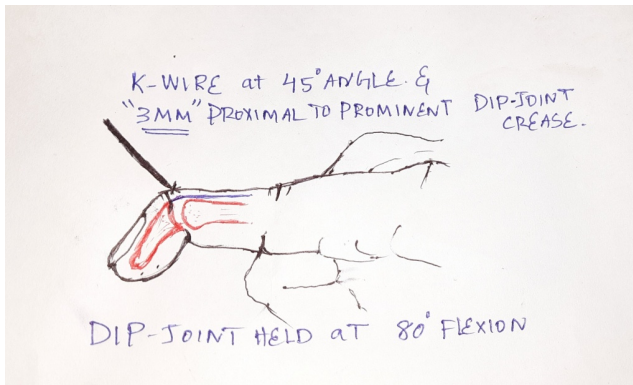 K-WIRE at 45° ANGLE. &
"3MM" PROXIMAL TO PROMINENT DIP-JOINT
CREASE.
DIP-JOINT HELD aT 80° FLEXION